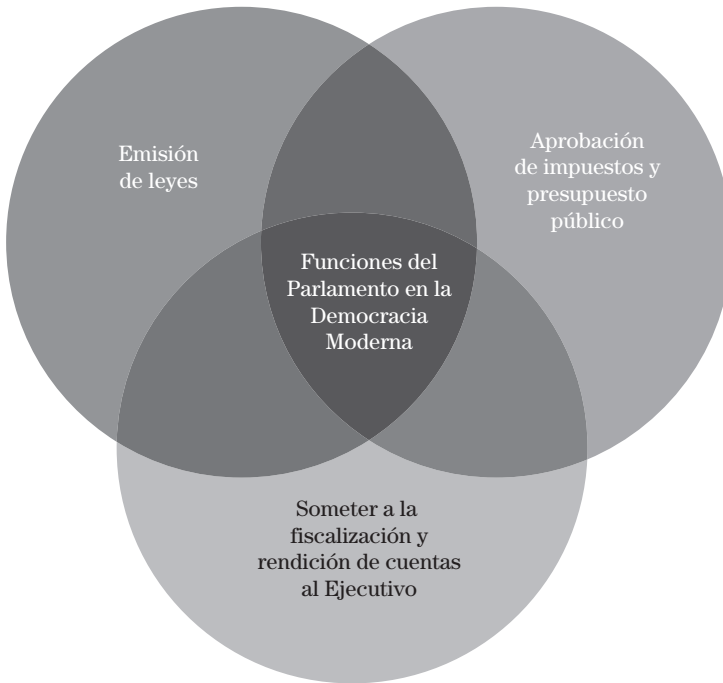 Emisión
de leyes
Aprobación
de impuestos y
presupuesto
público
Funciones del
Parlamento en la
Democracia
Moderna
Someter a la
fiscalización y
rendición de cuentas
al Ejecutivo